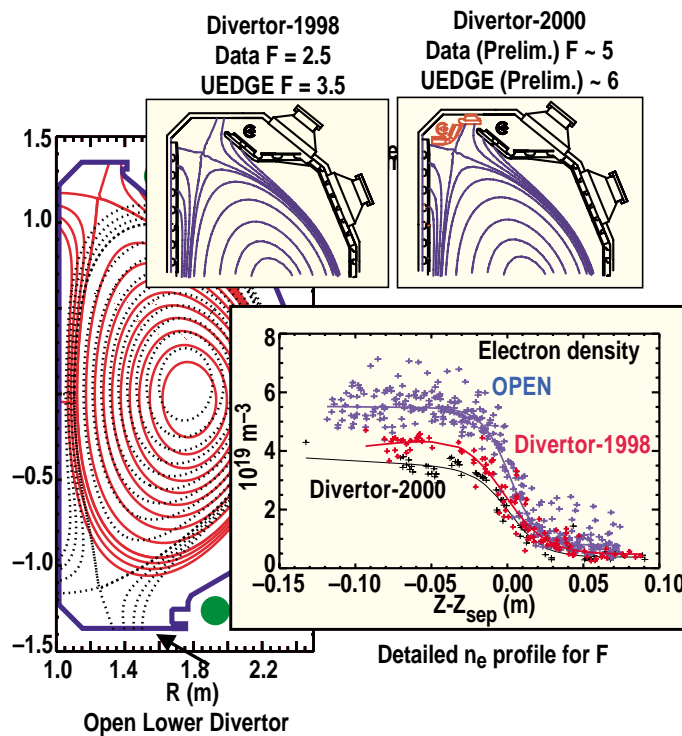 Divertor-1998
Data F = 2.5
UEDGE F = 3.5
Divertor-2000
Data (Prelim.) F ~ 5
UEDGE (Prelim.) ~ 6
1.5
1.0
−0.5
−1.0
−1.5
1.0 1.4 1.8 2.2
R (m)
Open Lower Divertor
Electron density
OPEN
Divertor-1998
Divertor-2000
10^19 m^−3
8
6
4
2
0
−0.15 −0.10 −0.05 0.00 0.05 0.10
Z-Z_sep (m)
Detailed n_e profile for F